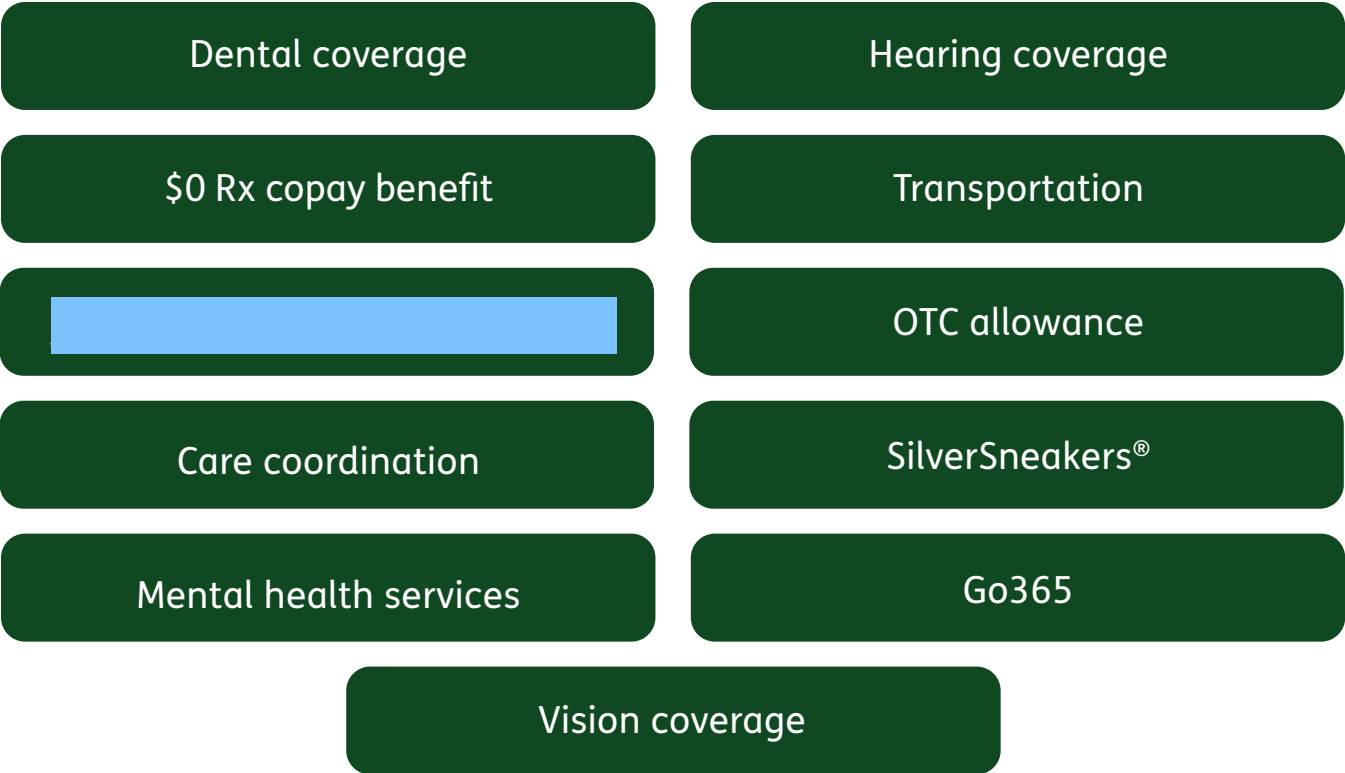 Dental coverage
Hearing coverage
$0 Rx copay benefit
Transportation
OTC allowance
Care coordination
SilverSneakers®
Mental health services
Go365
Vision coverage